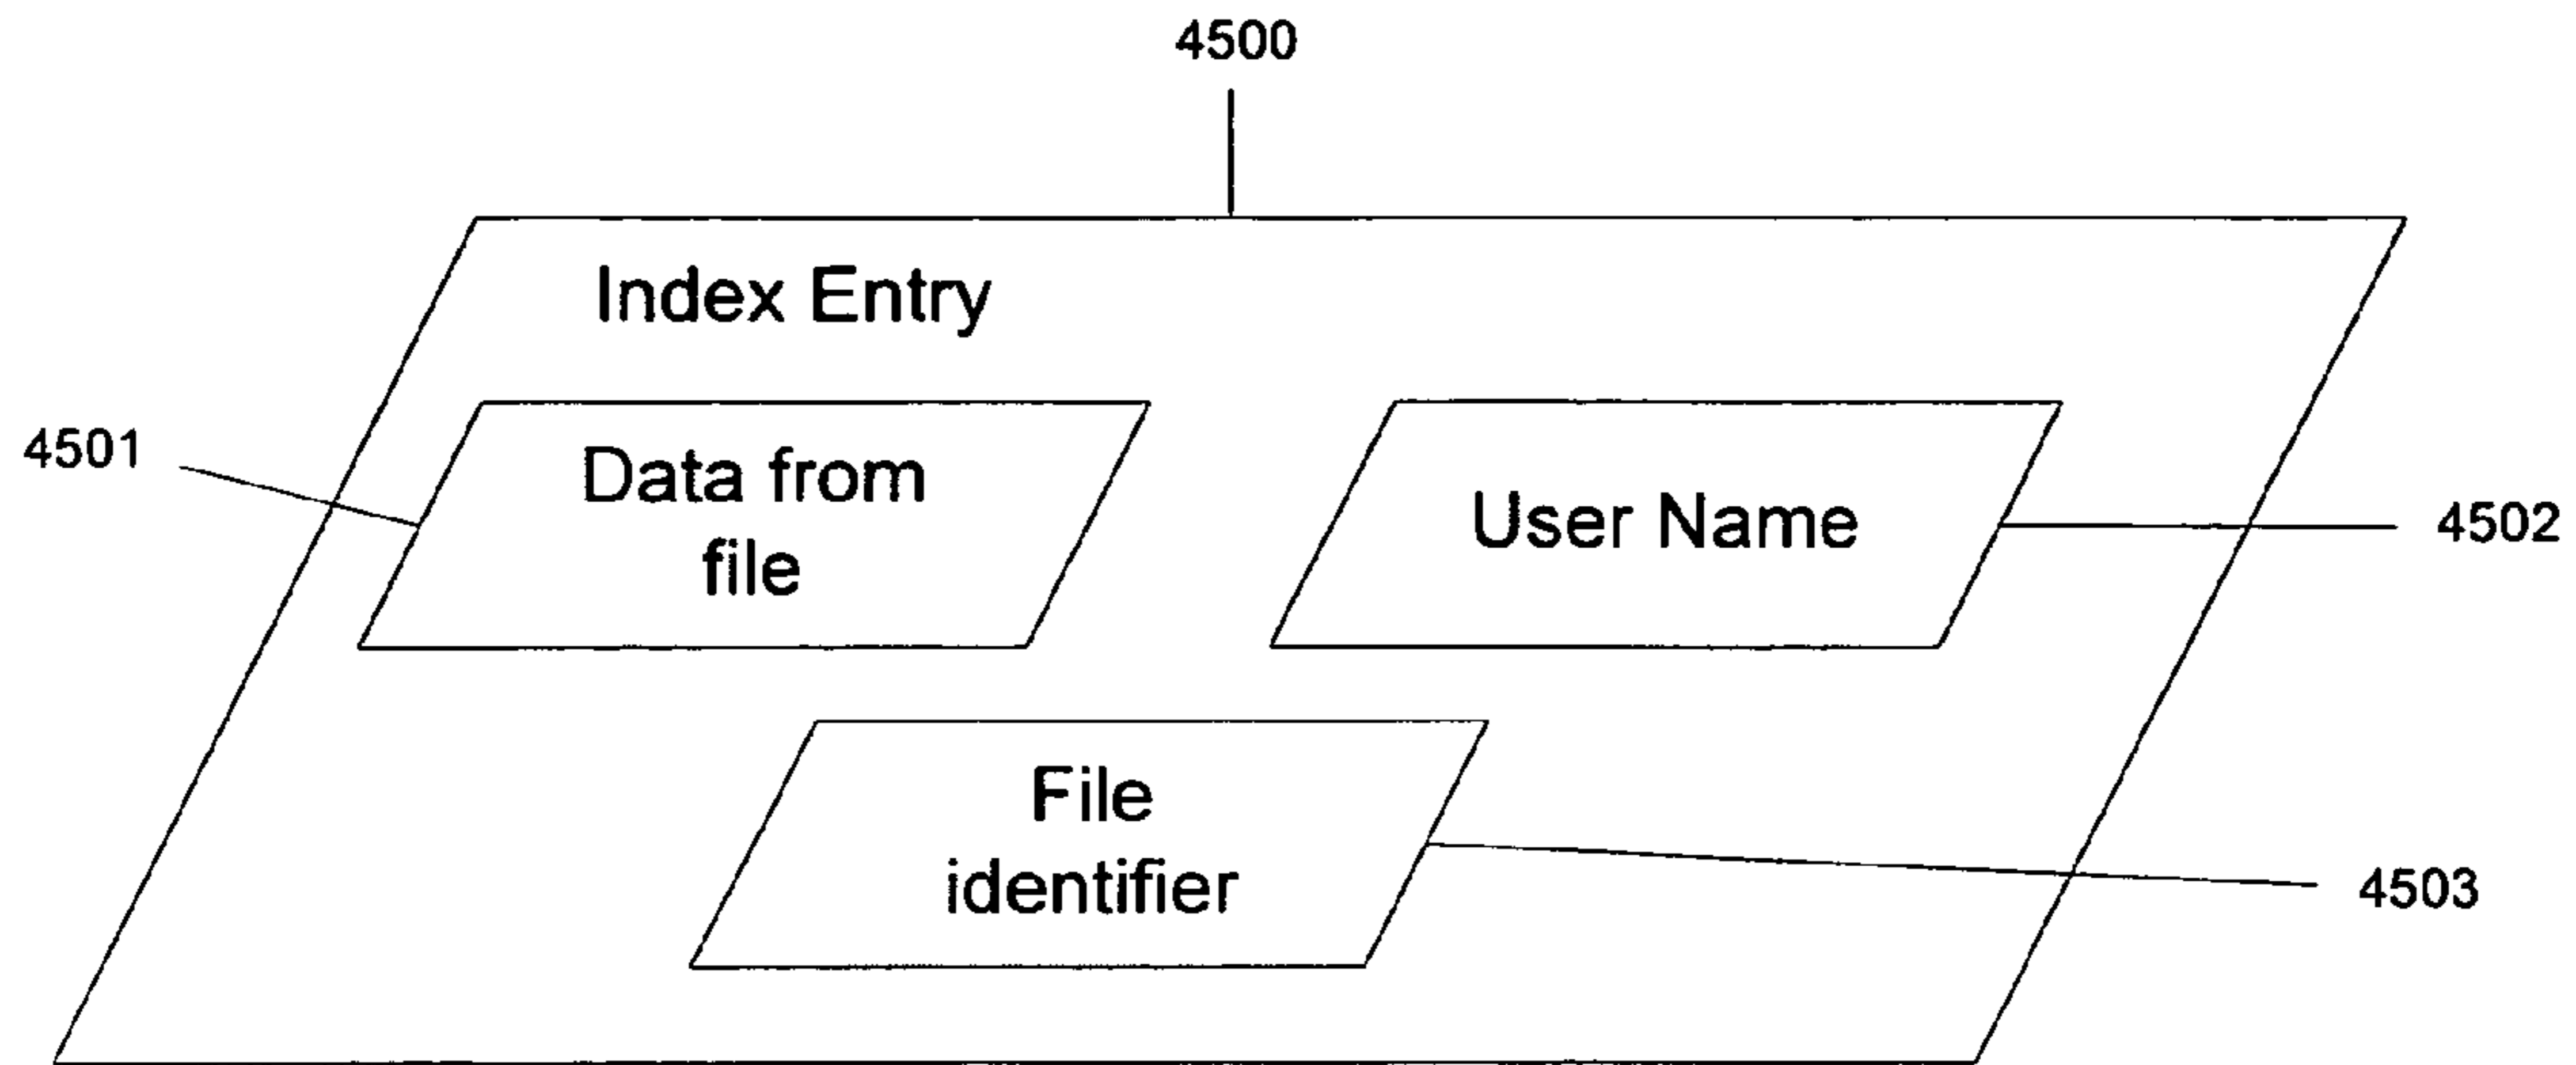 4500
Index Entry
4501
Data from
file
User Name
4502
File
identifier
4503